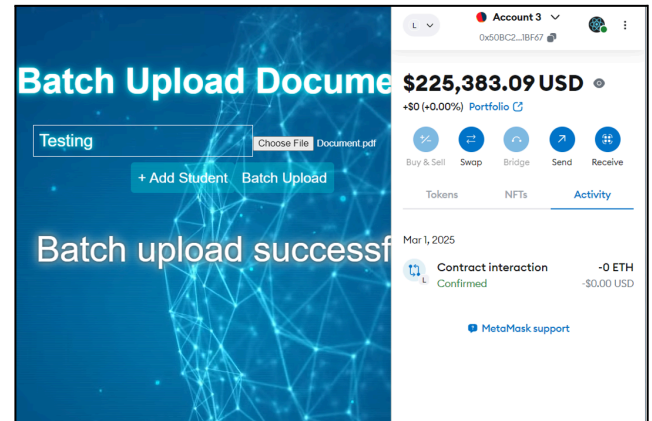 Batch Upload Docume
Testing
Choose File Document.pdf
+ Add Student Batch Upload
Batch upload successf
L
Account 3
0x50BC2...1BF67
$225,383.09 USD
+$0 (+0.00%) Portfolio
Buy & Sell Swap Bridge Send Receive
Tokens NFTs Activity
Mar 1, 2025
Contract interaction -0 ETH
L Confirmed -$0.00 USD
MetaMask support